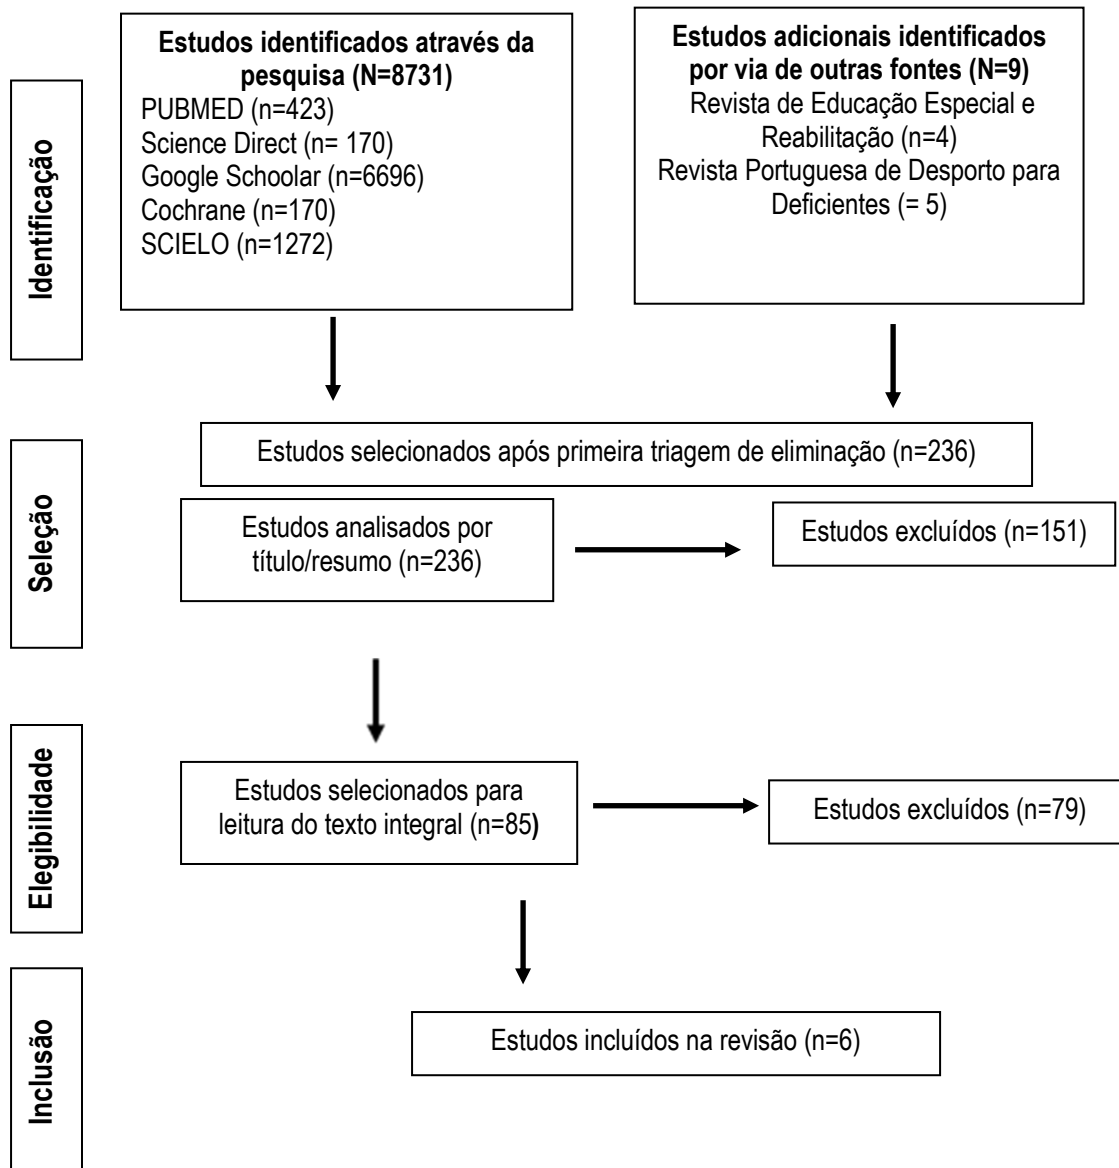 Identificação
Estudos identificados através da
pesquisa (N=8731)
PUBMED (n=423)
Science Direct (n= 170)
Google Schoolar (n=6696)
Cochrane (n=170)
SCIELO (n=1272)
Estudos adicionais identificados
por via de outras fontes (N=9)
Revista de Educação Especial e
Reabilitação (n=4)
Revista Portuguesa de Desporto para
Deficientes (= 5)
Seleção
Estudos selecionados após primeira triagem de eliminação (n=236)
Estudos analisados por
título/resumo (n=236)
Estudos excluídos (n=151)
Elegibilidade
Estudos selecionados para
leitura do texto integral (n=85)
Estudos excluídos (n=79)
Inclusão
Estudos incluídos na revisão (n=6)